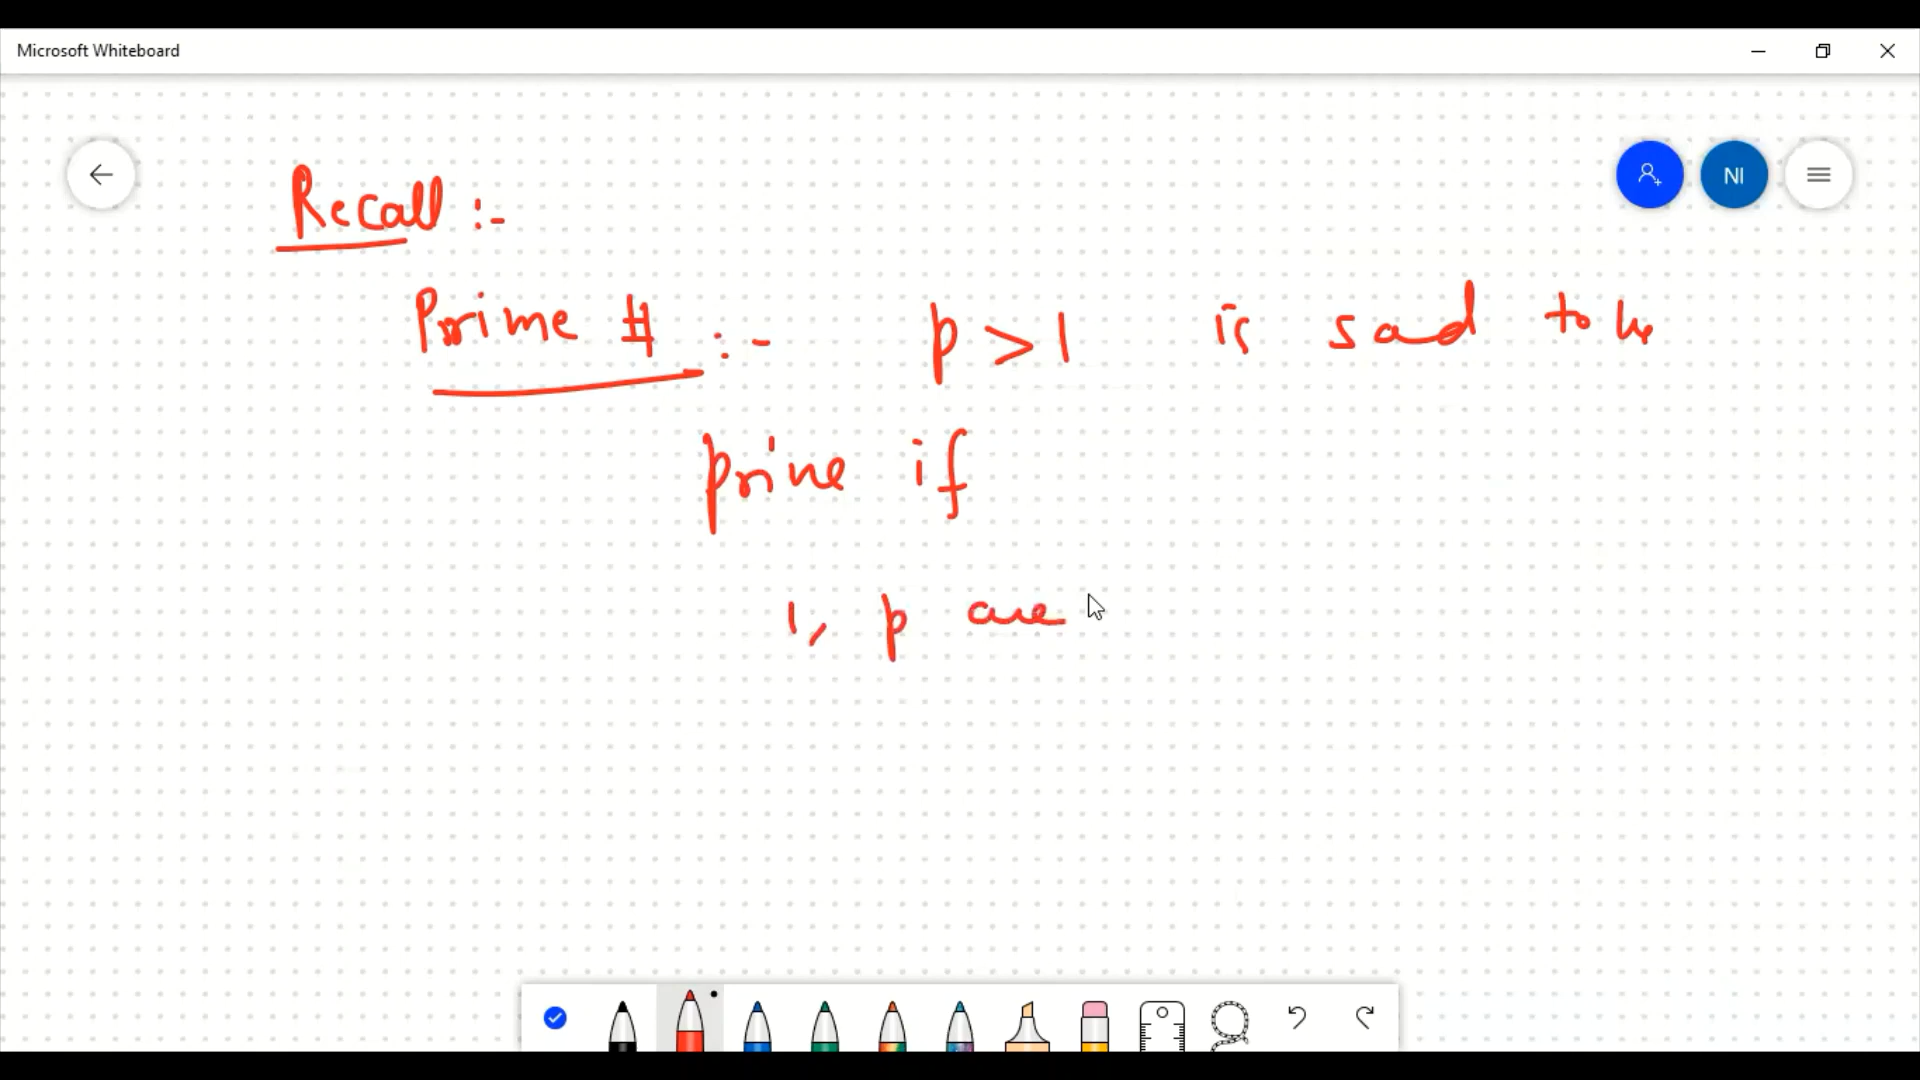 Microsoft Whiteboard
NI
Recall :-
Prime # :- p > 1 is said to be
prime if
1, p are